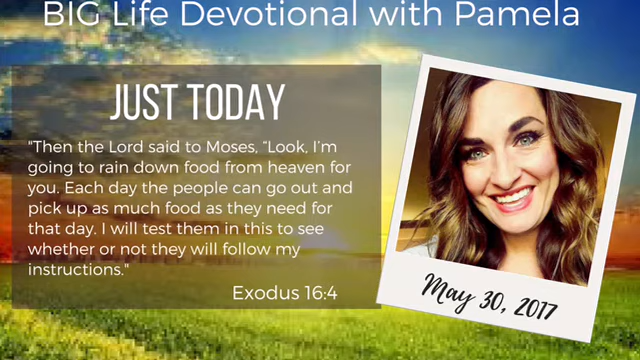 BIG Life Devotional with Pamela
JUST TODAY
"Then the Lord said to Moses, "Look, I'm
going to rain down food from heaven for
you. Each day the people can go out and
pick up as much food as they need for
that day. I will test them in this to see
whether or not they will follow my
instructions."
Exodus 16:4
May 30, 2017